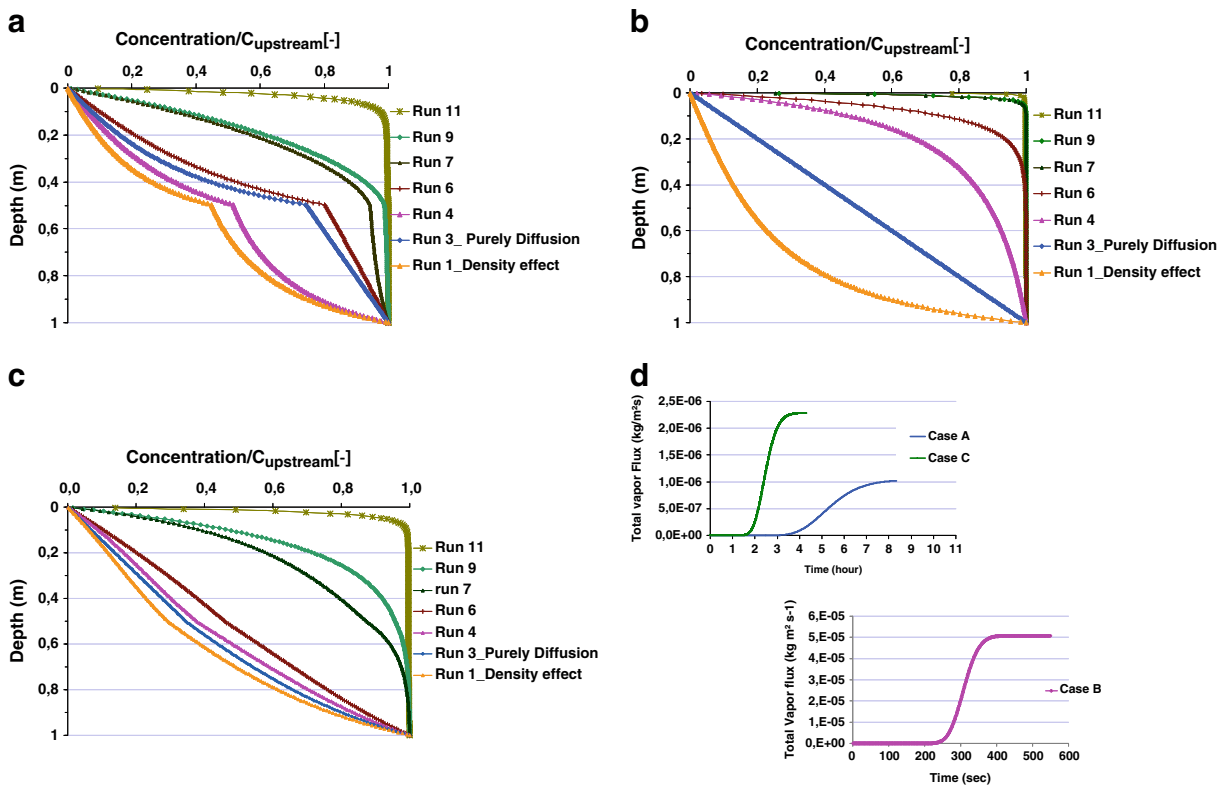 a
Concentration/Cupstream[-]
0 0,2 0,4 0,6 0,8 1
0
0,2
0,4
0,6
0,8
1
Depth (m)
Run 11
Run 9
Run 7
Run 6
Run 4
Run 3_ Purely Diffusion
Run 1_Density effect
b
Concentration/Cupstream[-]
0 0,2 0,4 0,6 0,8 1
0
0,2
0,4
0,6
0,8
1
Depth (m)
Run 11
Run 9
Run 7
Run 6
Run 4
Run 3_Purely Diffusion
Run 1_Density effect
c
Concentration/Cupstream[-]
0,0 0,2 0,4 0,6 0,8 1,0
0
0,2
0,4
0,6
0,8
1
Depth (m)
Run 11
Run 9
run 7
Run 6
Run 4
Run 3_Purely Diffusion
Run 1_Density effect
d
Total vapor Flux (kg/m²s)
2,5E-06
2,0E-06
1,5E-06
1,0E-06
5,0E-07
0,0E+00
0 1 2 3 4 5 6 7 8 9 10 11
Time (hour)
Case A
Case C
Total Vapor flux (kg m² s-1)
6,E-05
5,E-05
4,E-05
3,E-05
2,E-05
1,E-05
0,E+00
0 100 200 300 400 500 600
Time (sec)
Case B